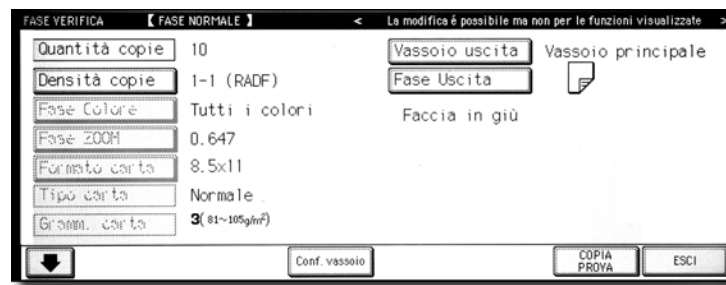 FASE VERIFICA 【 FASE NORMALE 】 < La modifica é possibile ma non per le funzioni visualizzate >
Quantità copie 10
Densità copie 1-1 (RADF)
Fase Colore Tutti i colori
Fase ZOOM 0.647
Formato carta 8.5x11
Tipo carta Normale
Gramm. carta 3( 81~105g/m²)
Vassoio uscita Vassoio principale
Fase Uscita
Faccia in giù
Conf. vassoio
COPIA
PROVA
ESCI